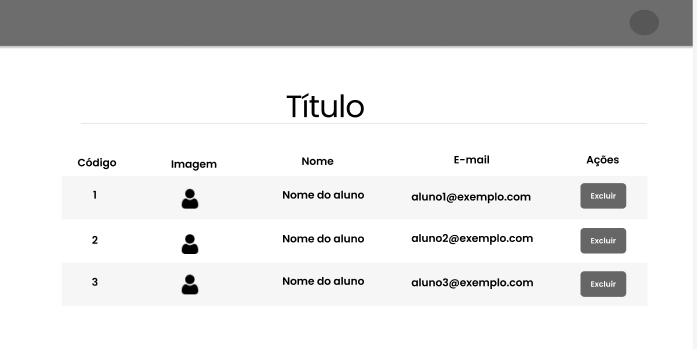 Título
Código Imagem Nome E-mail Ações
1 Nome do aluno aluno1@exemplo.com Excluir
2 Nome do aluno aluno2@exemplo.com Excluir
3 Nome do aluno aluno3@exemplo.com Excluir